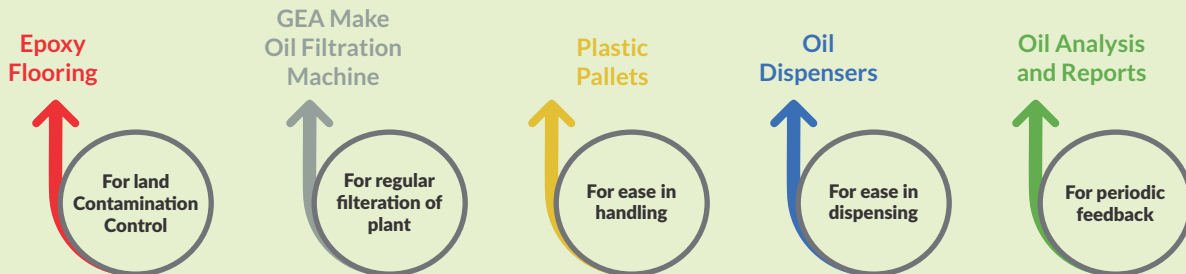 Epoxy
Flooring
For land
Contamination
Control
GEA Make
Oil Filtration
Machine
For regular
filteration of
plant
Plastic
Pallets
For ease in
handling
Oil
Dispensers
For ease in
dispensing
Oil Analysis
and Reports
For periodic
feedback